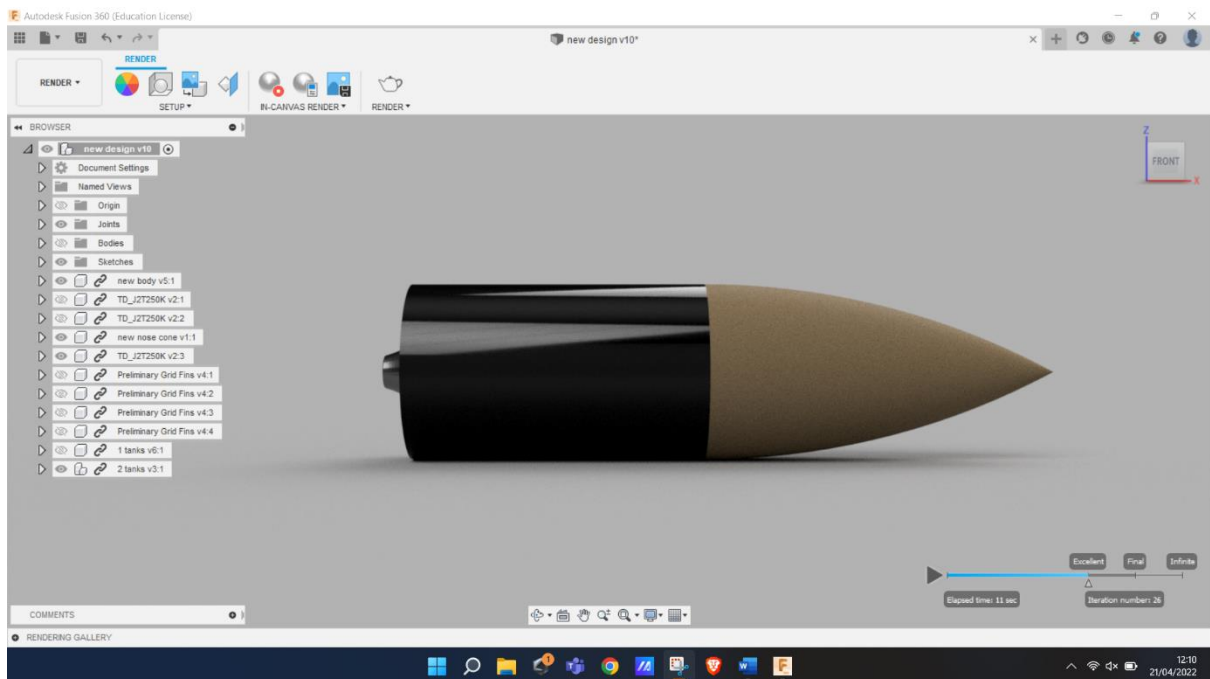 Autodesk Fusion 360 (Education License)
new design v10*
RENDER
RENDER
SETUP
IN-CANVAS RENDER
RENDER
BROWSER
new design v10
Document Settings
Named Views
Origin
Joints
Bodies
Sketches
new body v5:1
TD_J2T250K v2:1
TD_J2T250K v2:2
new nose cone v1:1
TD_J2T250K v2:3
Preliminary Grid Fins v4:1
Preliminary Grid Fins v4:2
Preliminary Grid Fins v4:3
Preliminary Grid Fins v4:4
1 tanks v6:1
2 tanks v3:1
Z
FRONT
X
Excellent Final Infinite
Elapsed time: 11 sec Iteration number: 26
COMMENTS
RENDERING GALLERY
12:10
21/04/2022